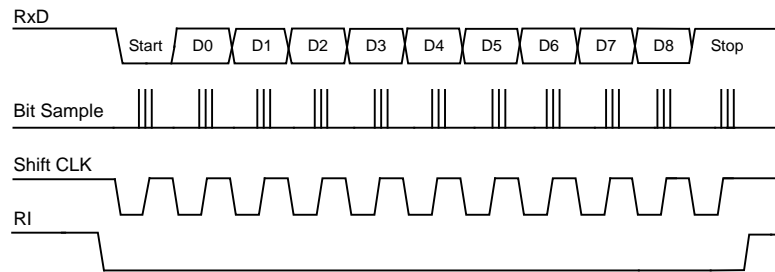 RxD
Start D0 D1 D2 D3 D4 D5 D6 D7 D8 Stop
Bit Sample
Shift CLK
RI